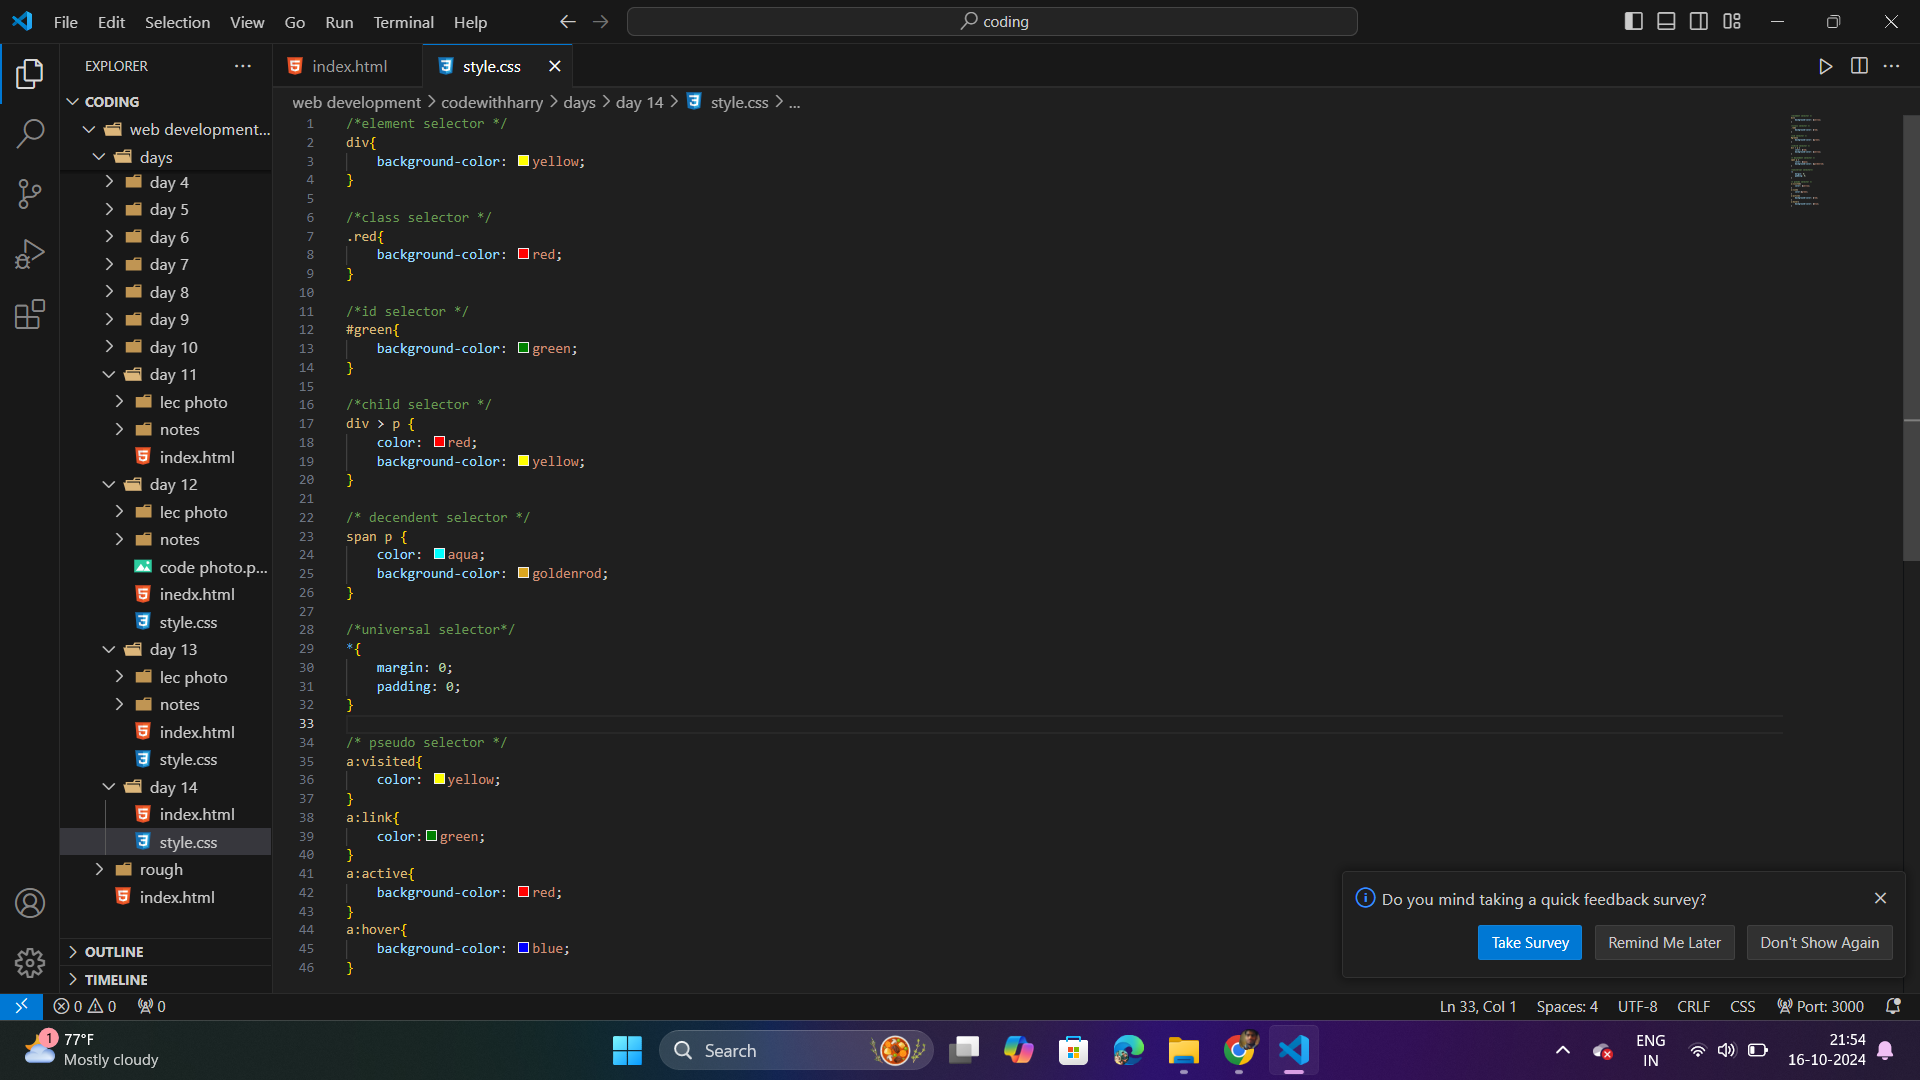 File Edit Selection View Go Run Terminal Help
coding
EXPLORER
CODING
web development...
days
day 4
day 5
day 6
day 7
day 8
day 9
day 10
day 11
lec photo
notes
index.html
day 12
lec photo
notes
code photo.p...
inedx.html
style.css
day 13
lec photo
notes
index.html
style.css
day 14
index.html
style.css
rough
index.html
OUTLINE
TIMELINE
index.html
style.css
web development > codewithharry > days > day 14 > style.css > ...
1 /*element selector */
2 div{
3 background-color: yellow;
4 }
5
6 /*class selector */
7 .red{
8 background-color: red;
9 }
10
11 /*id selector */
12 #green{
13 background-color: green;
14 }
15
16 /*child selector */
17 div > p {
18 color: red;
19 background-color: yellow;
20 }
21
22 /* decendent selector */
23 span p {
24 color: aqua;
25 background-color: goldenrod;
26 }
27
28 /*universal selector*/
29 *{
30 margin: 0;
31 padding: 0;
32 }
33
34 /* pseudo selector */
35 a:visited{
36 color: yellow;
37 }
38 a:link{
39 color: green;
40 }
41 a:active{
42 background-color: red;
43 }
44 a:hover{
45 background-color: blue;
46 }
Do you mind taking a quick feedback survey?
Take Survey Remind Me Later Don't Show Again
0 0 0
Ln 33, Col 1 Spaces: 4 UTF-8 CRLF CSS Port: 3000
1
77°F
Mostly cloudy
Search
ENG
IN
21:54
16-10-2024